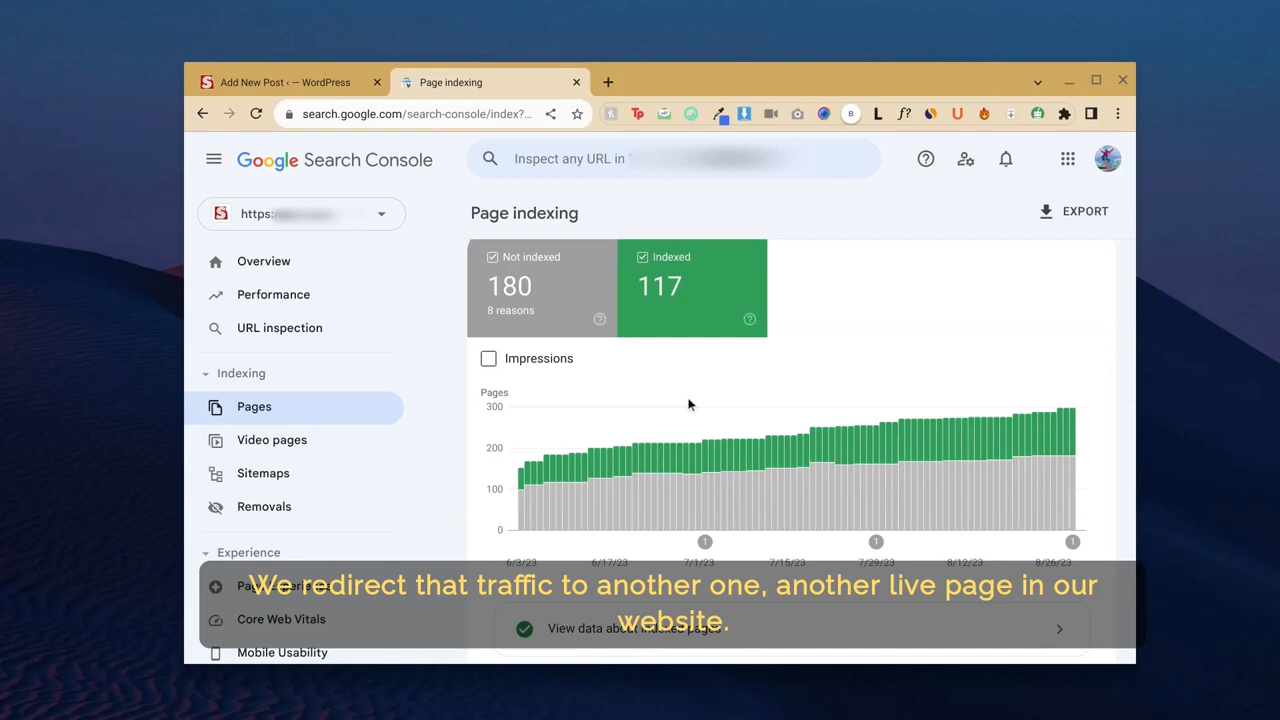 Add New Post ‹ — WordPress
Page indexing
search.google.com/search-console/index?...
Google Search Console
Inspect any URL in '
https:
Page indexing
EXPORT
Overview
Performance
URL inspection
Indexing
Pages
Video pages
Sitemaps
Removals
Experience
Core Web Vitals
Mobile Usability
Not indexed
180
8 reasons
Indexed
117
Impressions
Pages
300
200
100
0
1
1
1
6/3/23
6/17/23
7/1/23
7/15/23
7/29/23
8/12/23
8/26/23
View data about indexed pages
We redirect that traffic to another one, another live page in our
website.